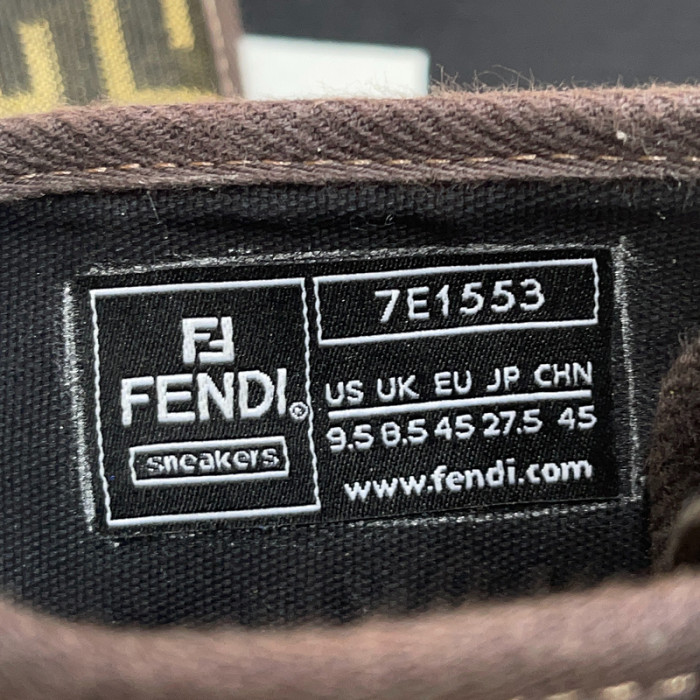 FENDI®
sneakers
7E1553
US UK EU JP CHN
9.5 8.5 45 27.5 45
www.fendi.com